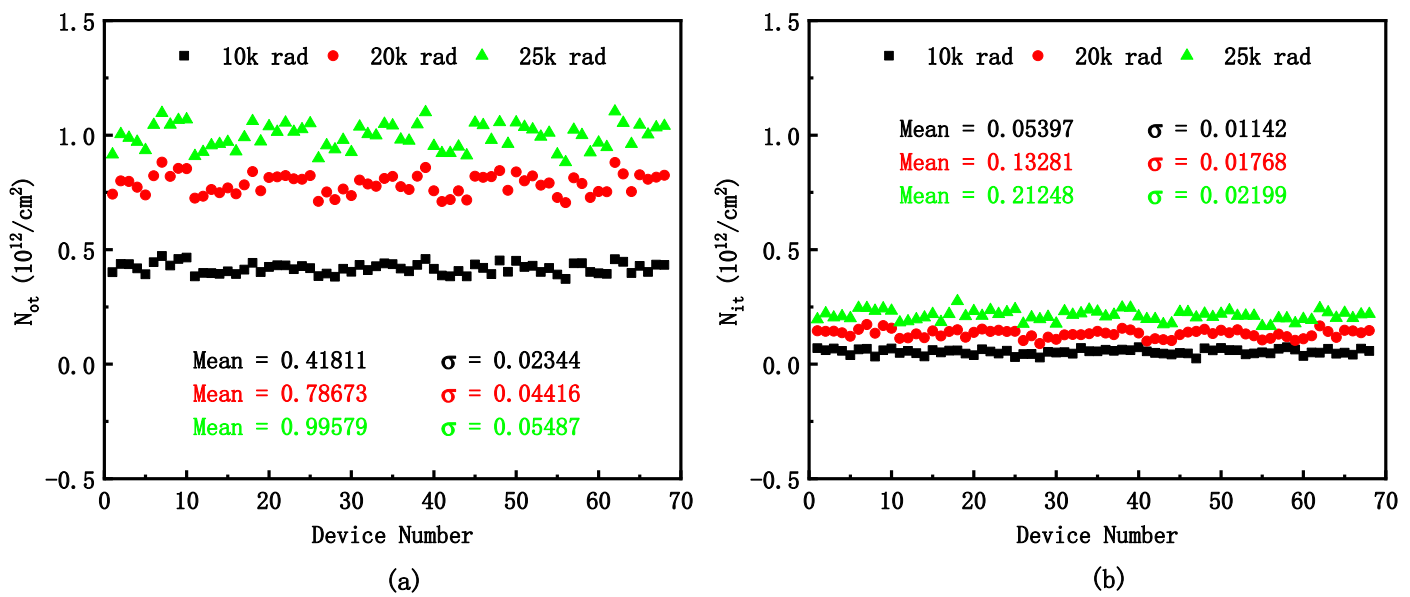 1.5
1.0
0.5
0.0
-0.5
N_ot (10^12/cm^2)
10k rad 20k rad 25k rad
Mean = 0.41811 σ = 0.02344
Mean = 0.78673 σ = 0.04416
Mean = 0.99579 σ = 0.05487
0 10 20 30 40 50 60 70
Device Number
(a)
1.5
1.0
0.5
0.0
-0.5
N_it (10^12/cm^2)
10k rad 20k rad 25k rad
Mean = 0.05397 σ = 0.01142
Mean = 0.13281 σ = 0.01768
Mean = 0.21248 σ = 0.02199
0 10 20 30 40 50 60 70
Device Number
(b)